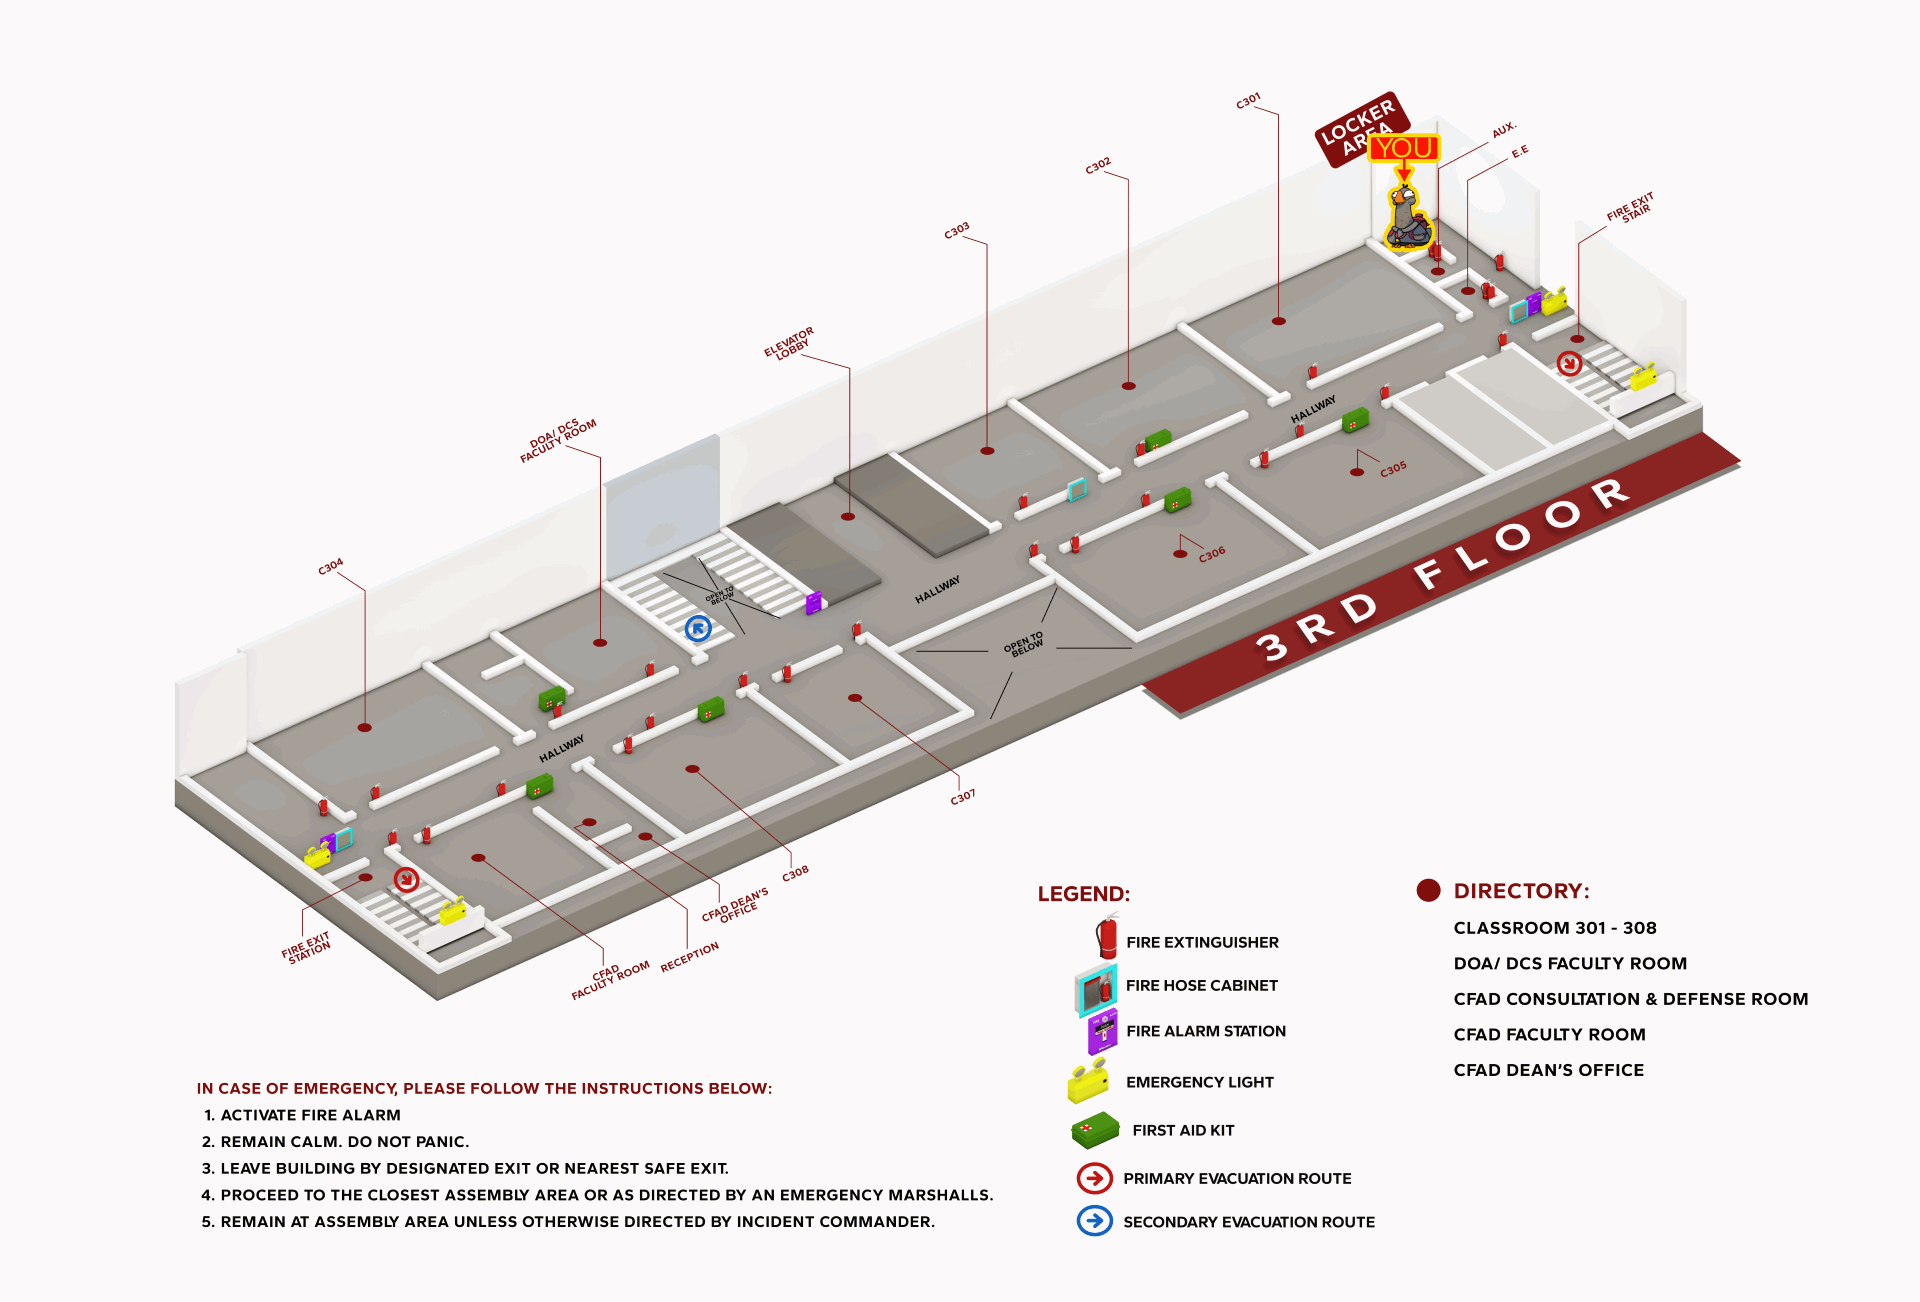 C301
LOCKER
AREA
YOU
AUX.
E.E
C302
FIRE EXIT
STAIR
C303
ELEVATOR
LOBBY
DOA/ DCS
FACULTY ROOM
HALLWAY
C305
C304
3RD FLOOR
C306
HALLWAY
OPEN TO
BELOW
OPEN TO
BELOW
HALLWAY
C307
C308
CFAD DEAN'S
OFFICE
FIRE EXIT
STATION
RECEPTION
CFAD
FACULTY ROOM
LEGEND:
FIRE EXTINGUISHER
FIRE HOSE CABINET
FIRE ALARM STATION
EMERGENCY LIGHT
FIRST AID KIT
PRIMARY EVACUATION ROUTE
SECONDARY EVACUATION ROUTE
DIRECTORY:
CLASSROOM 301 - 308
DOA/ DCS FACULTY ROOM
CFAD CONSULTATION & DEFENSE ROOM
CFAD FACULTY ROOM
CFAD DEAN'S OFFICE
IN CASE OF EMERGENCY, PLEASE FOLLOW THE INSTRUCTIONS BELOW:
1. ACTIVATE FIRE ALARM
2. REMAIN CALM. DO NOT PANIC.
3. LEAVE BUILDING BY DESIGNATED EXIT OR NEAREST SAFE EXIT.
4. PROCEED TO THE CLOSEST ASSEMBLY AREA OR AS DIRECTED BY AN EMERGENCY MARSHALLS.
5. REMAIN AT ASSEMBLY AREA UNLESS OTHERWISE DIRECTED BY INCIDENT COMMANDER.